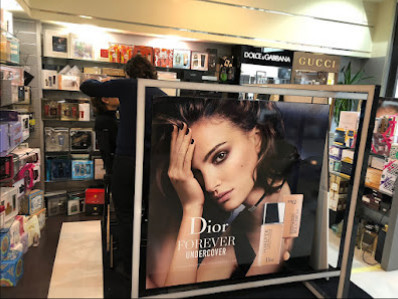 DOLCE&GABBANA
GUCCI
Dior
FOREVER
UNDERCOVER